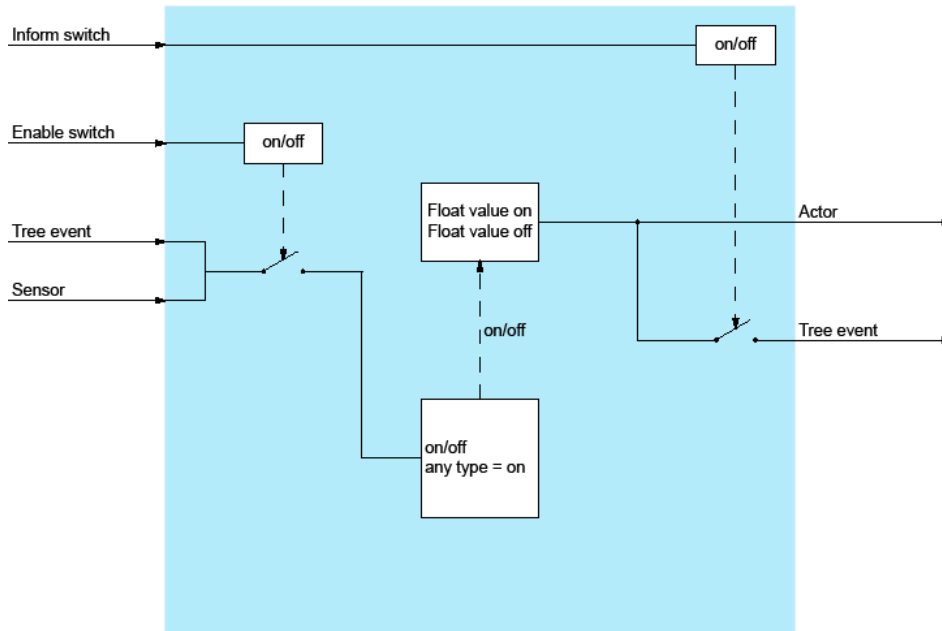 Inform switch
on/off
Enable switch
on/off
Float value on
Float value off
Actor
Tree event
Sensor
on/off
Tree event
on/off
any type = on